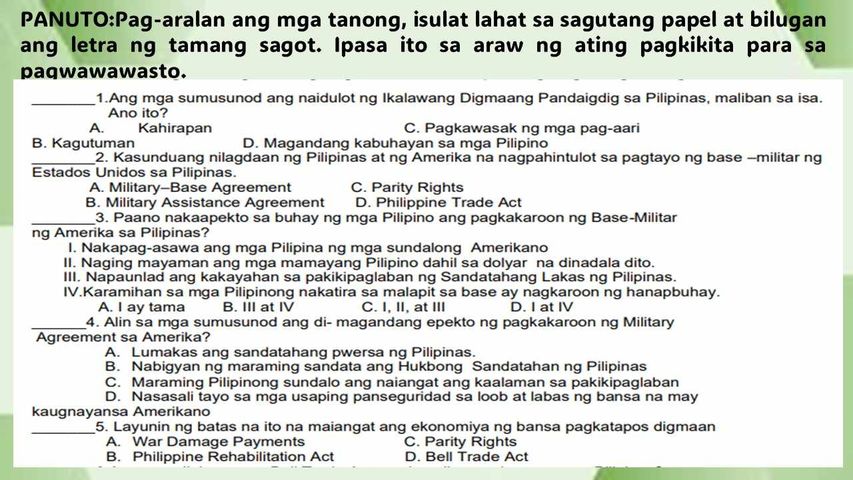 PANUTO:Pag-aralan ang mga tanong, isulat lahat sa sagutang papel at bilugan
ang letra ng tamang sagot. Ipasa ito sa araw ng ating pagkikita para sa
pagwawawasto.
_______1.Ang mga sumusunod ang naidulot ng Ikalawang Digmaang Pandaigdig sa Pilipinas, maliban sa isa.
Ano ito?
A. Kahirapan C. Pagkawasak ng mga pag-aari
B. Kagutuman D. Magandang kabuhayan sa mga Pilipino
_______2. Kasunduang nilagdaan ng Pilipinas at ng Amerika na nagpahintulot sa pagtayo ng base –militar ng
Estados Unidos sa Pilipinas.
A. Military–Base Agreement C. Parity Rights
B. Military Assistance Agreement D. Philippine Trade Act
_______3. Paano nakaapekto sa buhay ng mga Pilipino ang pagkakaroon ng Base-Militar
ng Amerika sa Pilipinas?
I. Nakapag-asawa ang mga Pilipina ng mga sundalong Amerikano
II. Naging mayaman ang mga mamayang Pilipino dahil sa dolyar na dinadala dito.
III. Napaunlad ang kakayahan sa pakikipaglaban ng Sandatahang Lakas ng Pilipinas.
IV.Karamihan sa mga Pilipinong nakatira sa malapit sa base ay nagkaroon ng hanapbuhay.
A. I ay tama B. III at IV C. I, II, at III D. I at IV
______4. Alin sa mga sumusunod ang di- magandang epekto ng pagkakaroon ng Military
Agreement sa Amerika?
A. Lumakas ang sandatahang pwersa ng Pilipinas.
B. Nabigyan ng maraming sandata ang Hukbong Sandatahan ng Pilipinas
C. Maraming Pilipinong sundalo ang naiangat ang kaalaman sa pakikipaglaban
D. Nasasali tayo sa mga usaping panseguridad sa loob at labas ng bansa na may
kaugnayansa Amerikano
_______5. Layunin ng batas na ito na maiangat ang ekonomiya ng bansa pagkatapos digmaan
A. War Damage Payments C. Parity Rights
B. Philippine Rehabilitation Act D. Bell Trade Act